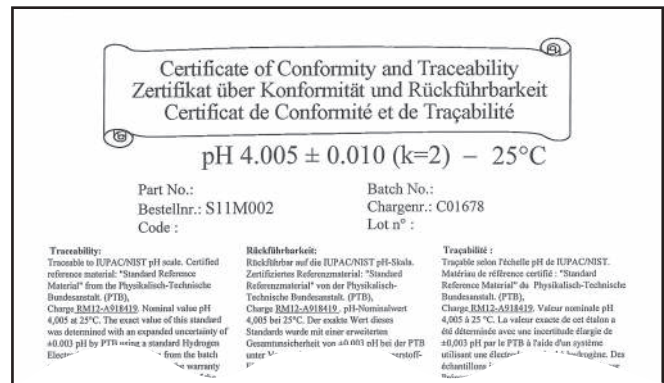 Certificate of Conformity and Traceability
Zertifikat über Konformität und Rückführbarkeit
Certificat de Conformité et de Traçabilité
pH 4.005 ± 0.010 (k=2) – 25°C
Part No.:
Bestellnr.: S11M002
Code :
Batch No.:
Chargenr.: C01678
Lot n° :
Traceability:
Traceable to IUPAC/NIST pH scale. Certified
reference material: "Standard Reference
Material" from the Physikalisch-Technische
Bundesanstalt. (PTB),
Charge RM12-A918419. Nominal value pH
4,005 at 25°C. The exact value of this standard
was determined with an expanded uncertainty of
±0,003 pH by PTB using a standard Hydrogen
from the batch
warranty
Rückführbarkeit:
Rückführbar auf die IUPAC/NIST pH-Skala.
Zertifiziertes Referenzmaterial: "Standard
Referenzmaterial" von der Physikalisch-
Technische Bundesanstalt. (PTB),
Charge RM12-A918419 , pH-Nominalwert
4,005 bei 25°C. Der exakte Wert dieses
Standards wurde mit einer erweiterten
Gesamtunsicherheit von ±0,003 pH bei der PTB
unter
Traçabilité :
Traçable selon l'échelle pH de IUPAC/NIST.
Matériau de référence certifié : "Standard
Reference Material" du Physikalisch-Technische
Bundesanstalt. (PTB),
Charge RM12-A918419. Valeur nominale pH
4,005 à 25 °C. La valeur exacte de cet étalon a
été déterminée avec une incertitude élargie de
±0,003 pH par le PTB à l'aide d'un système
utilisant une hydrogène. Des
échantillons